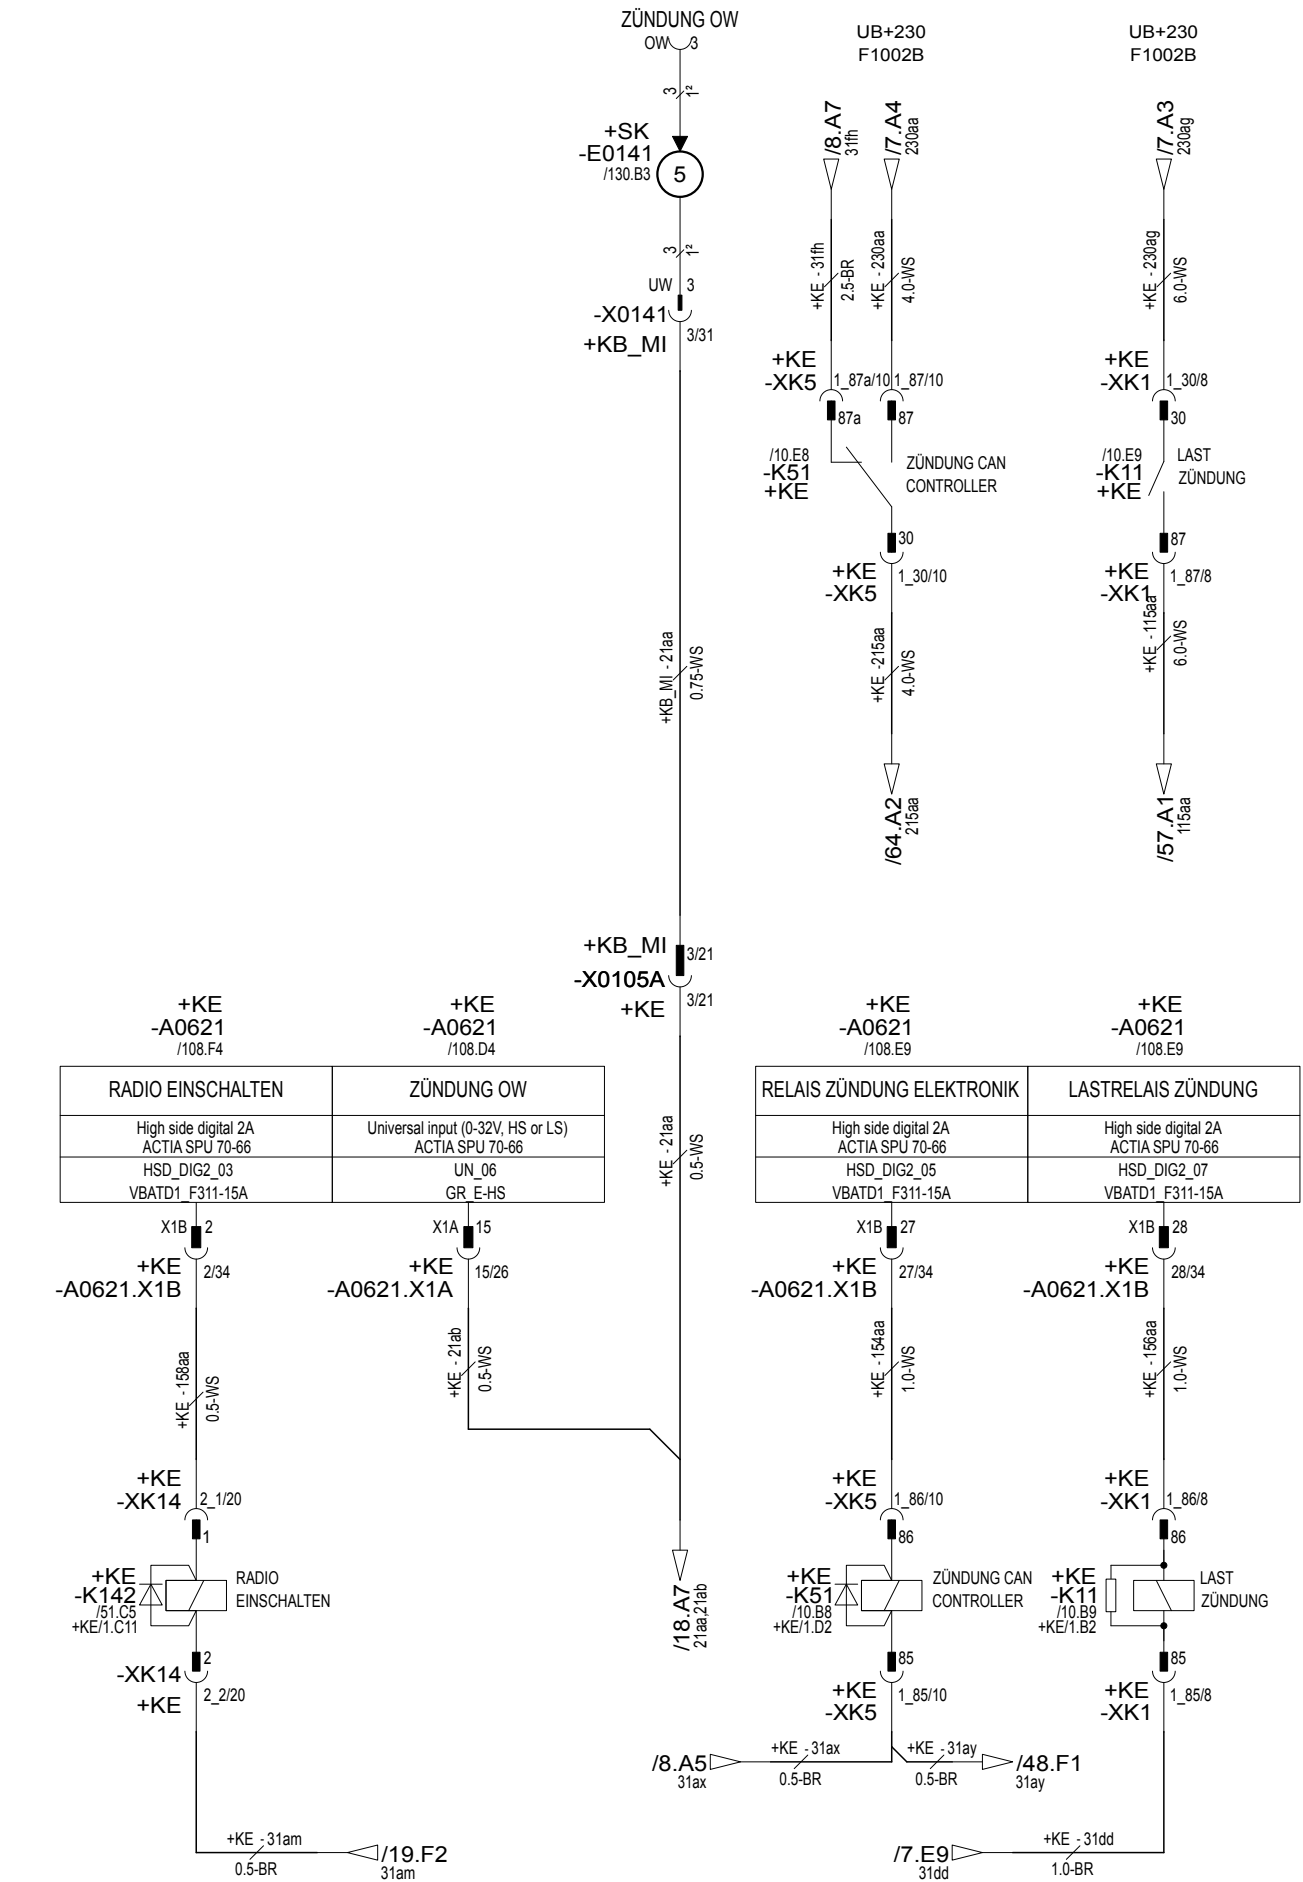 ZÜNDUNG OW
OW 3
3 1²
+SK
-E0141
/130.B3
5
3 1²
UW 3
-X0141
3/31
+KB_MI
+KB_MI - 21aa
0.75-WS
+KB_MI
3/21
-X0105A
3/21
+KE
+KE - 21aa
0.5-WS
/18.A7
21aa,21ab
UB+230
F1002B
/8.A7
31fh
/7.A4
230aa
+KE - 31fh
2.5-BR
+KE - 230aa
4.0-WS
+KE
-XK5
1_87a/10
1_87/10
87a
87
/10.E8
-K51
+KE
ZÜNDUNG CAN
CONTROLLER
30
+KE
-XK5
1_30/10
+KE -215aa
4.0-WS
/64.A2
215aa
UB+230
F1002B
/7.A3
230ag
+KE - 230ag
6.0-WS
+KE
-XK1
1_30/8
30
/10.E9
-K11
+KE
LAST
ZÜNDUNG
87
+KE
-XK1
1_87/8
+KE - 115aa
6.0-WS
/57.A1
115aa
+KE
-A0621
/108.F4
RADIO EINSCHALTEN
High side digital 2A
ACTIA SPU 70-66
HSD_DIG2_03
VBATD1_F311-15A
X1B 2
+KE
-A0621.X1B
2/34
+KE - 158aa
0.5-WS
+KE
-XK14
2_1/20
1
+KE
-K142
/51.C5
+KE/1.C11
RADIO
EINSCHALTEN
2
-XK14
+KE
2_2/20
+KE - 31am
0.5-BR
/19.F2
31am
+KE
-A0621
/108.D4
ZÜNDUNG OW
Universal input (0-32V, HS or LS)
ACTIA SPU 70-66
UN_06
GR_E-HS
X1A 15
+KE
-A0621.X1A
15/26
+KE - 21ab
0.5-WS
+KE
-A0621
/108.E9
RELAIS ZÜNDUNG ELEKTRONIK
High side digital 2A
ACTIA SPU 70-66
HSD_DIG2_05
VBATD1_F311-15A
X1B 27
+KE
-A0621.X1B
27/34
+KE - 154aa
1.0-WS
+KE
-XK5
1_86/10
86
+KE
-K51
/10.B8
+KE/1.D2
ZÜNDUNG CAN
CONTROLLER
85
+KE
-XK5
1_85/10
/8.A5
31ax
+KE - 31ax
0.5-BR
+KE - 31ay
0.5-BR
/48.F1
31ay
+KE
-A0621
/108.E9
LASTRELAIS ZÜNDUNG
High side digital 2A
ACTIA SPU 70-66
HSD_DIG2_07
VBATD1_F311-15A
X1B 28
+KE
-A0621.X1B
28/34
+KE - 156aa
1.0-WS
+KE
-XK1
1_86/8
86
+KE
-K11
/10.B9
+KE/1.B2
LAST
ZÜNDUNG
85
+KE
-XK1
1_85/8
/7.E9
31dd
+KE - 31dd
1.0-BR